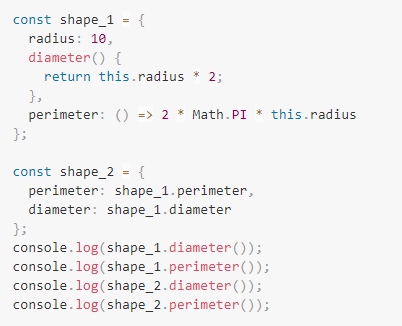 const shape_1 = {
  radius: 10,
  diameter() {
    return this.radius * 2;
  },
  perimeter: () => 2 * Math.PI * this.radius
};

const shape_2 = {
  perimeter: shape_1.perimeter,
  diameter: shape_1.diameter
};
console.log(shape_1.diameter());
console.log(shape_1.perimeter());
console.log(shape_2.diameter());
console.log(shape_2.perimeter());